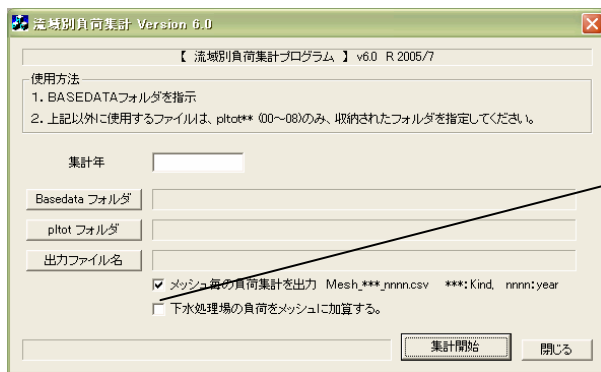 流域別負荷集計 Version 6.0
【 流域別負荷集計プログラム 】 v6.0 R 2005/7
使用方法
1. BASEDATAフォルダを指示
2. 上記以外に使用するファイルは、pltot** (00～08)のみ、収納されたフォルダを指定してください。
集計年
Basedata フォルダ
pltot フォルダ
出力ファイル名
メッシュ毎の負荷集計を出力 Mesh_***_nnnn.csv ***:Kind, nnnn:year
下水処理場の負荷をメッシュに加算する。
集計開始
閉じる